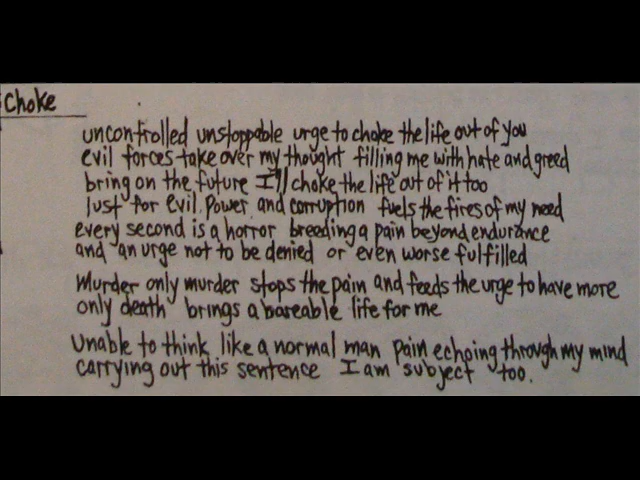 Choke
uncontrolled unstoppable urge to choke the life out of you
evil forces take over my thought filling me with hate and greed
bring on the future I'll choke the life out of it too
lust for evil power and corruption fuels the fires of my need
every second is a horror breeding a pain beyond endurance
and an urge not to be denied or even worse fulfilled
Murder only murder stops the pain and feeds the urge to have more
only death brings a bareable life for me
Unable to think like a normal man pain echoing through my mind
carrying out this sentence I am subject too.